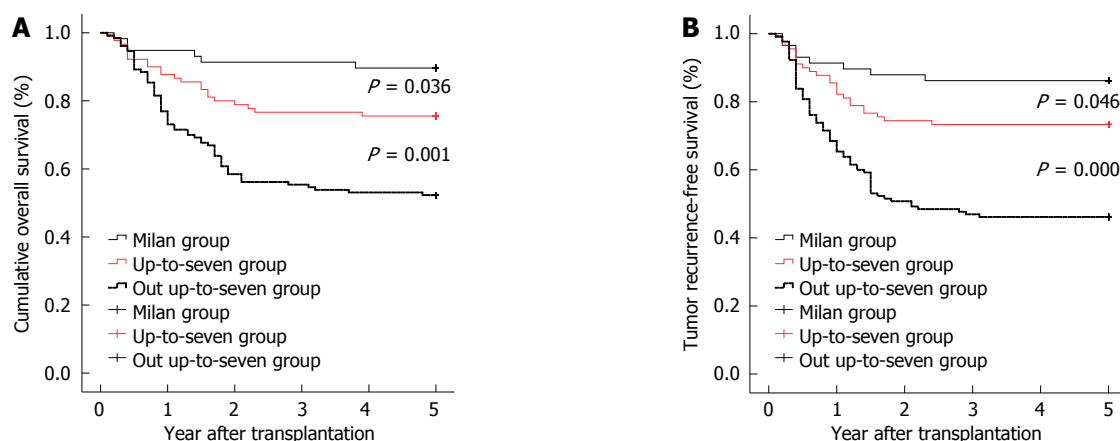 A
Cumulative overall survival (%)
1.0
0.8
0.6
0.4
0.2
0.0
P = 0.036
P = 0.001
Milan group
Up-to-seven group
Out up-to-seven group
Milan group
Up-to-seven group
Out up-to-seven group
0 1 2 3 4 5
Year after transplantation
B
Tumor recurrence-free survival (%)
1.0
0.8
0.6
0.4
0.2
0.0
P = 0.046
P = 0.000
Milan group
Up-to-seven group
Out up-to-seven group
Milan group
Up-to-seven group
Out up-to-seven group
0 1 2 3 4 5
Year after transplantation